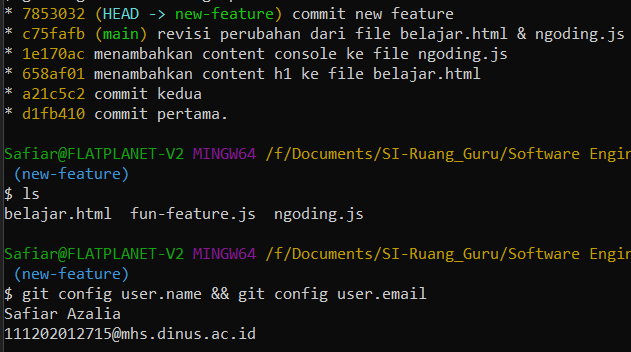 * 7853032 (HEAD -> new-feature) commit new feature
* c75fafb (main) revisi perubahan dari file belajar.html & ngoding.js
* 1e170ac menambahkan content console ke file ngoding.js
* 658af01 menambahkan content h1 ke file belajar.html
* a21c5c2 commit kedua
* d1fb410 commit pertama.
Safiar@FLATPLANET-V2 MINGW64 /f/Documents/SI-Ruang_Guru/Software Engin
(new-feature)
$ ls
belajar.html  fun-feature.js  ngoding.js
Safiar@FLATPLANET-V2 MINGW64 /f/Documents/SI-Ruang_Guru/Software Engin
(new-feature)
$ git config user.name && git config user.email
Safiar Azalia
111202012715@mhs.dinus.ac.id